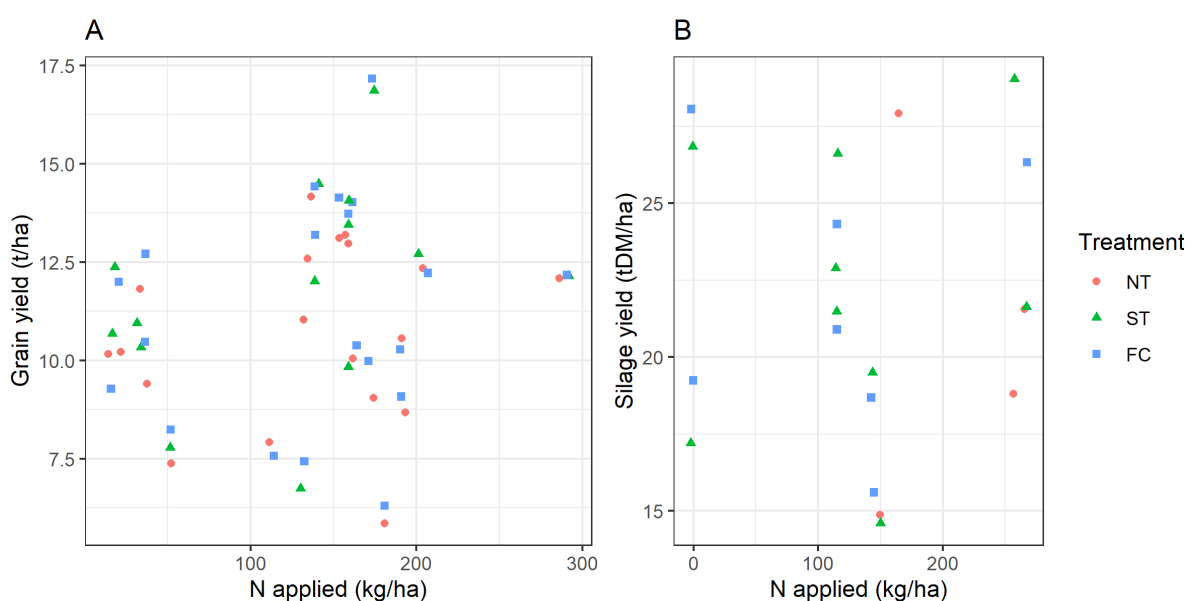 A
17.5
15.0
12.5
10.0
7.5
Grain yield (t/ha)
100
200
300
N applied (kg/ha)
B
25
20
15
Silage yield (tDM/ha)
0
100
200
N applied (kg/ha)
Treatment
NT
ST
FC